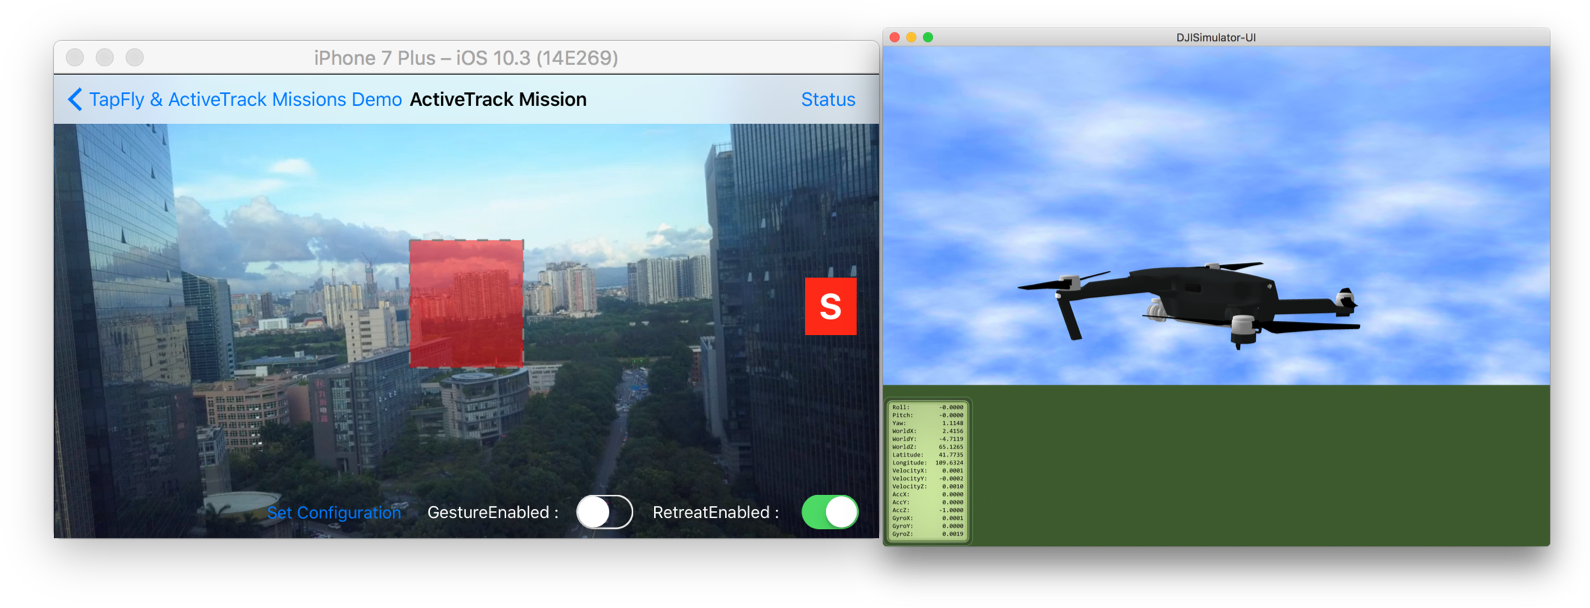 iPhone 7 Plus – iOS 10.3 (14E269)
TapFly & ActiveTrack Missions Demo ActiveTrack Mission Status
S
Set Configuration GestureEnabled : RetreatEnabled :
DJISimulator-UI
Roll: -0.0000
Pitch: -0.0000
Yaw: 1.1148
WorldX: 2.4156
WorldY: -4.7119
WorldZ: 65.1265
Latitude: 41.7735
Longitude: 109.6324
VelocityX: 0.0001
VelocityY: -0.0002
VelocityZ: 0.0010
AccX: 0.0000
AccY: 0.0000
AccZ: -1.0000
GyroX: 0.0001
GyroY: 0.0000
GyroZ: 0.0019